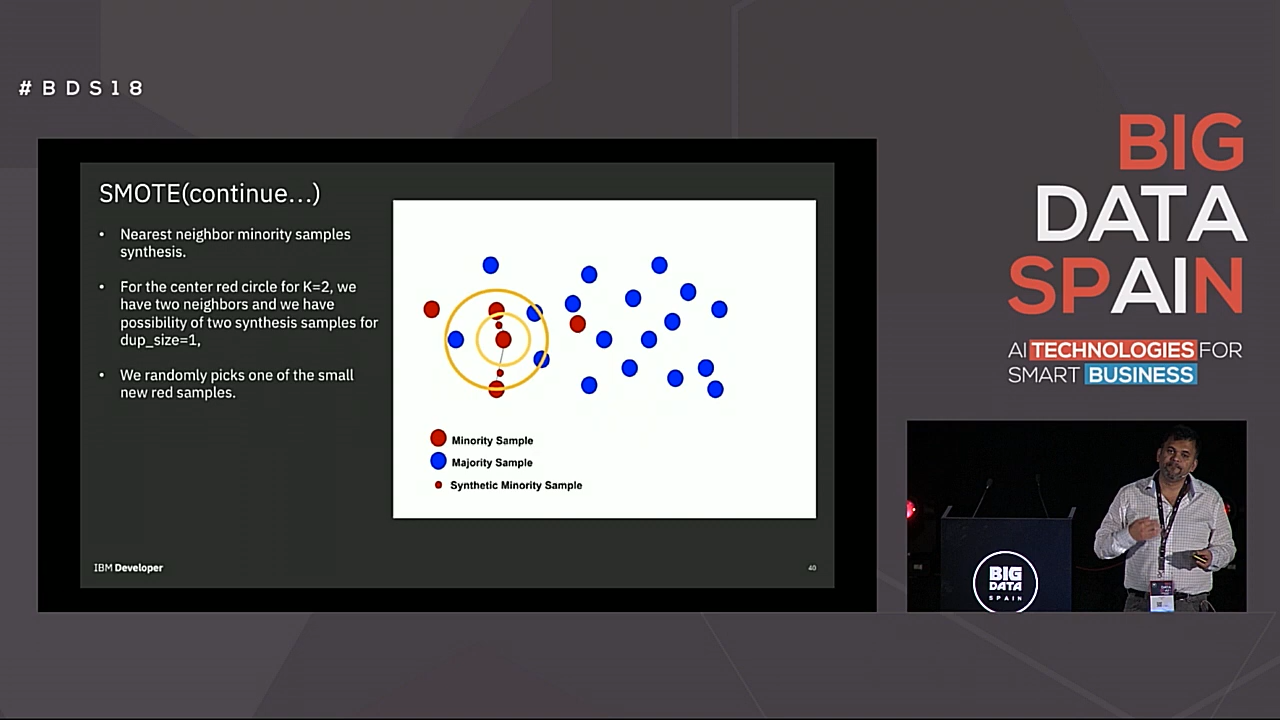 #BDS18
BIG
DATA
SPAIN
AI TECHNOLOGIES FOR
SMART BUSINESS
SMOTE(continue...)
• Nearest neighbor minority samples
synthesis.
• For the center red circle for K=2, we
have two neighbors and we have
possibility of two synthesis samples for
dup_size=1,
• We randomly picks one of the small
new red samples.
Minority Sample
Majority Sample
Synthetic Minority Sample
IBM Developer
40
BIG
DATA
SPAIN